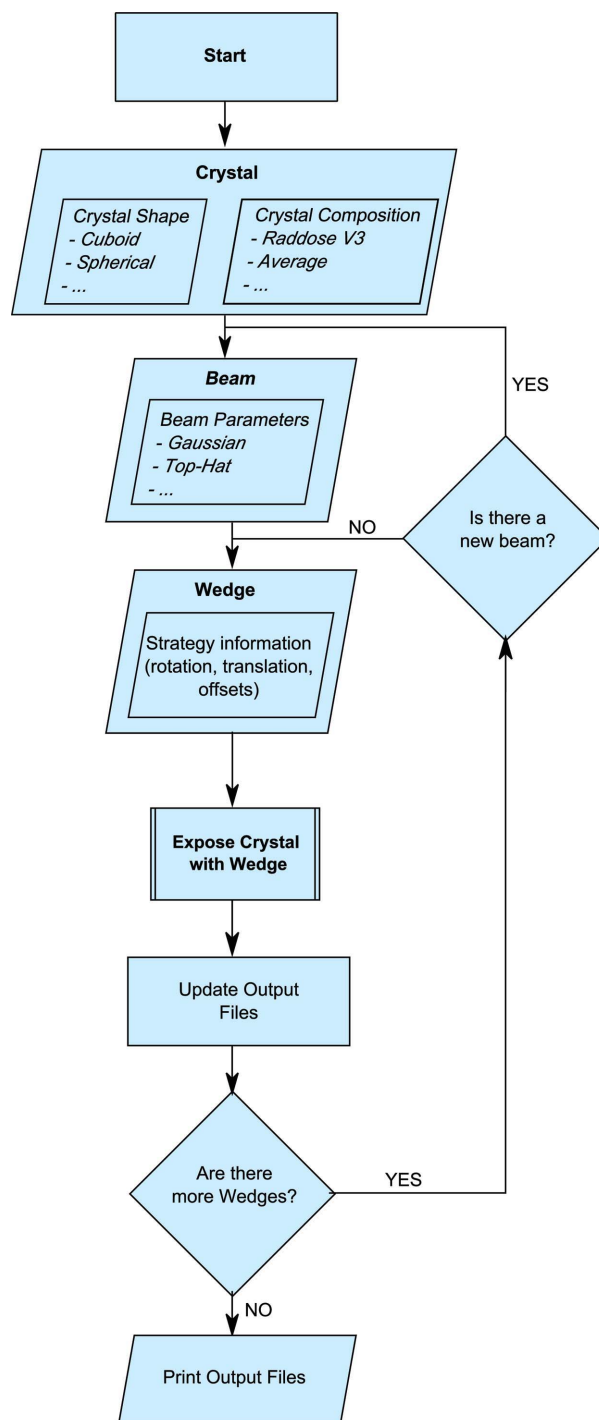 Start
Crystal
Crystal Shape
- Cuboid
- Spherical
- ...
Crystal Composition
- Raddose V3
- Average
- ...
Beam
Beam Parameters
- Gaussian
- Top-Hat
- ...
YES
Is there a
new beam?
NO
Wedge
Strategy information
(rotation, translation,
offsets)
Expose Crystal
with Wedge
Update Output
Files
Are there
more Wedges?
YES
NO
Print Output Files